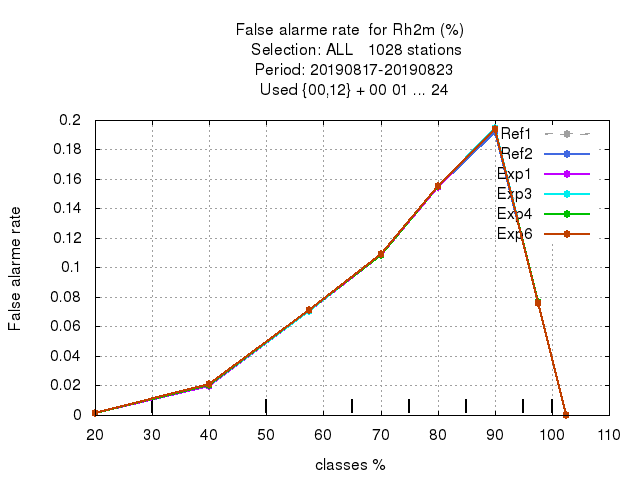 False alarme rate  for Rh2m (%)
Selection: ALL   1028 stations
Period: 20190817-20190823
Used {00,12} + 00 01 ... 24
0.2
0.18
0.16
0.14
0.12
0.1
0.08
0.06
0.04
0.02
0
False alarme rate
Ref1
Ref2
Exp1
Exp3
Exp4
Exp6
20 30 40 50 60 70 80 90 100 110
classes %